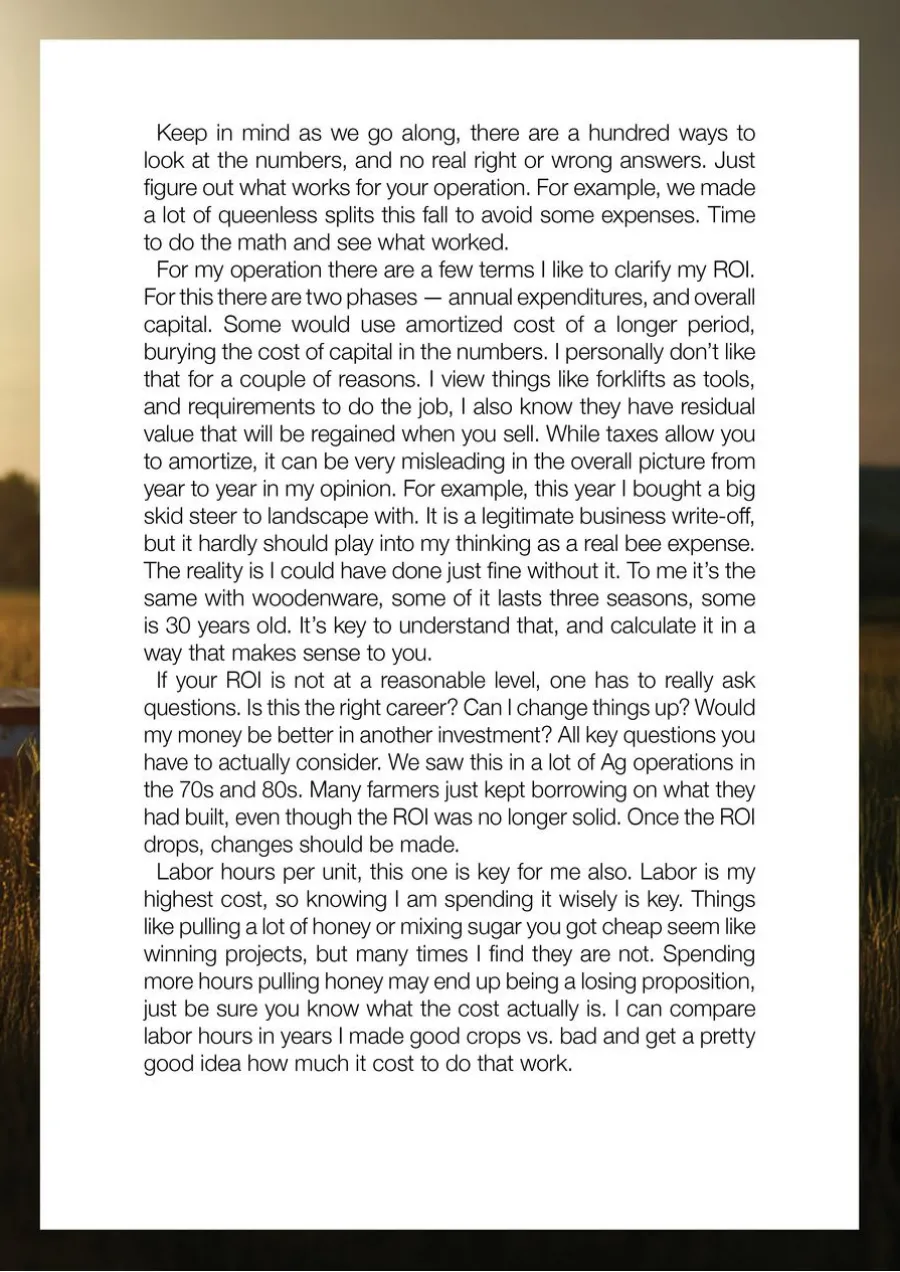 Keep in mind as we go along, there are a hundred ways to
look at the numbers, and no real right or wrong answers. Just
figure out what works for your operation. For example, we made
a lot of queenless splits this fall to avoid some expenses. Time
to do the math and see what worked.
For my operation there are a few terms I like to clarify my ROI.
For this there are two phases — annual expenditures, and overall
capital. Some would use amortized cost of a longer period,
burying the cost of capital in the numbers. I personally don’t like
that for a couple of reasons. I view things like forklifts as tools,
and requirements to do the job, I also know they have residual
value that will be regained when you sell. While taxes allow you
to amortize, it can be very misleading in the overall picture from
year to year in my opinion. For example, this year I bought a big
skid steer to landscape with. It is a legitimate business write-off,
but it hardly should play into my thinking as a real bee expense.
The reality is I could have done just fine without it. To me it’s the
same with woodenware, some of it lasts three seasons, some
is 30 years old. It’s key to understand that, and calculate it in a
way that makes sense to you.
If your ROI is not at a reasonable level, one has to really ask
questions. Is this the right career? Can I change things up? Would
my money be better in another investment? All key questions you
have to actually consider. We saw this in a lot of Ag operations in
the 70s and 80s. Many farmers just kept borrowing on what they
had built, even though the ROI was no longer solid. Once the ROI
drops, changes should be made.
Labor hours per unit, this one is key for me also. Labor is my
highest cost, so knowing I am spending it wisely is key. Things
like pulling a lot of honey or mixing sugar you got cheap seem like
winning projects, but many times I find they are not. Spending
more hours pulling honey may end up being a losing proposition,
just be sure you know what the cost actually is. I can compare
labor hours in years I made good crops vs. bad and get a pretty
good idea how much it cost to do that work.